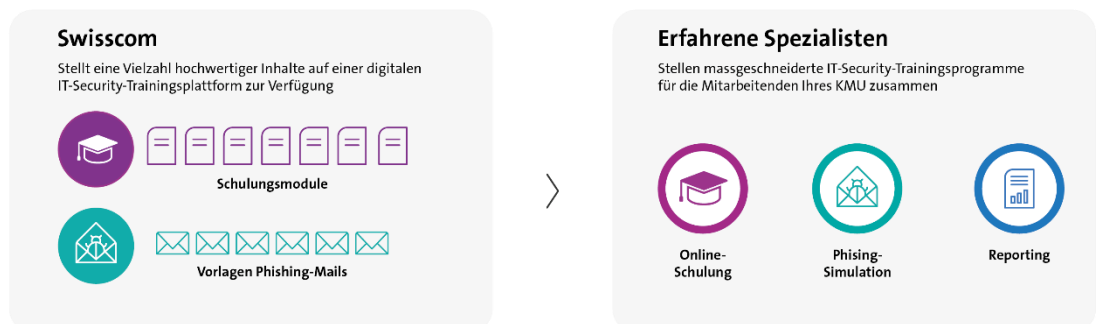 Swisscom
Stellt eine Vielzahl hochwertiger Inhalte auf einer digitalen
IT-Security-Trainingsplattform zur Verfügung
Schulungsmodule
Vorlagen Phishing-Mails
Erfahrene Spezialisten
Stellen massgeschneiderte IT-Security-Trainingsprogramme
für die Mitarbeitenden Ihres KMU zusammen
Online-
Schulung
Phising-
Simulation
Reporting